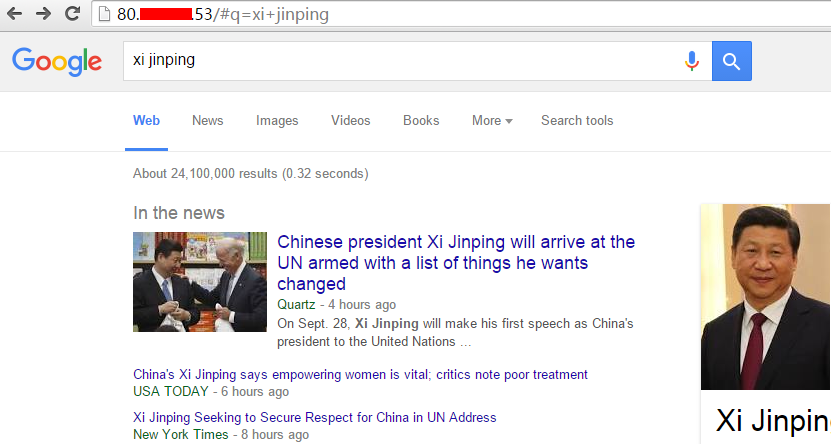 80. .53/#q=xi+jinping
Google
xi jinping
Web News Images Videos Books More Search tools
About 24,100,000 results (0.32 seconds)
In the news
Chinese president Xi Jinping will arrive at the
UN armed with a list of things he wants
changed
Quartz - 4 hours ago
On Sept. 28, Xi Jinping will make his first speech as China's
president to the United Nations ...
China's Xi Jinping says empowering women is vital; critics note poor treatment
USA TODAY - 6 hours ago
Xi Jinping Seeking to Secure Respect for China in UN Address
New York Times - 8 hours ago
Xi Jinpin